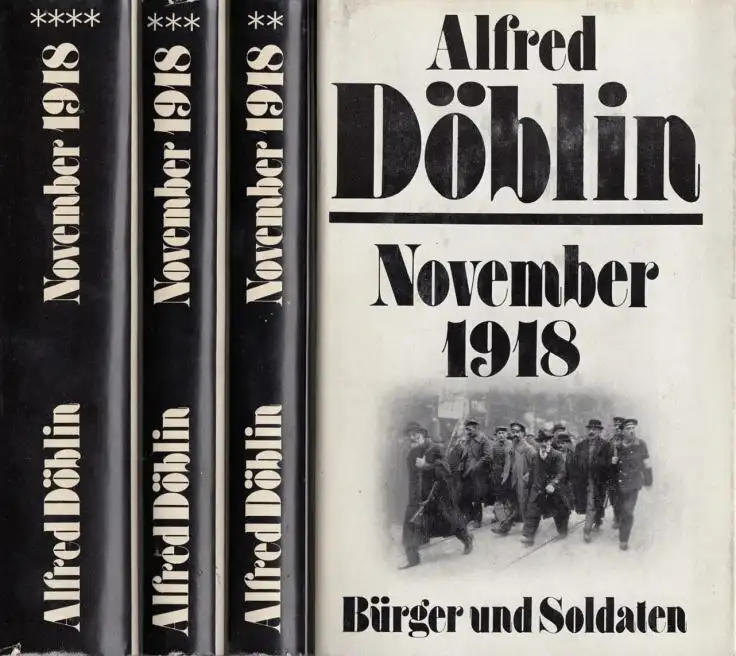 ****
November 1918
Alfred Döblin
***
November 1918
Alfred Döblin
**
November 1918
Alfred Döblin
Alfred
Döblin
November
1918
Bürger und Soldaten